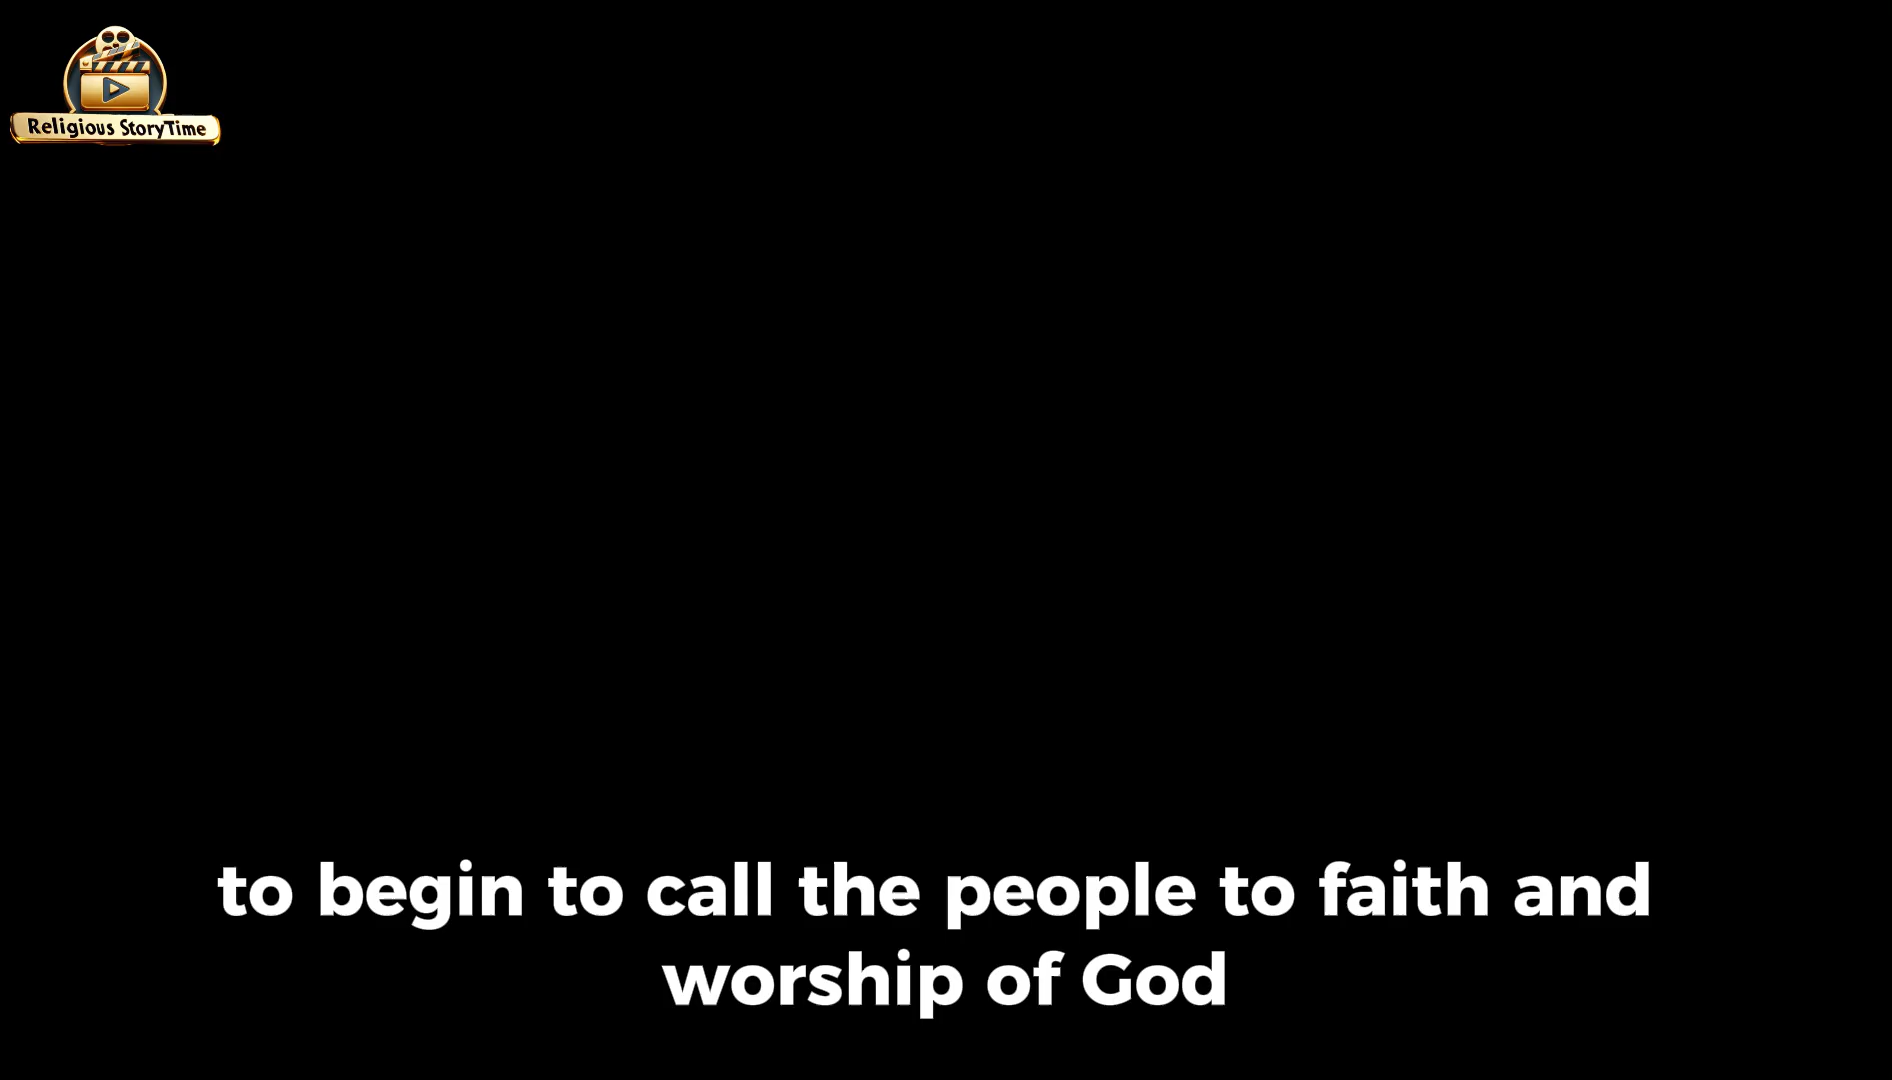 Religious StoryTime
to begin to call the people to faith and
worship of God